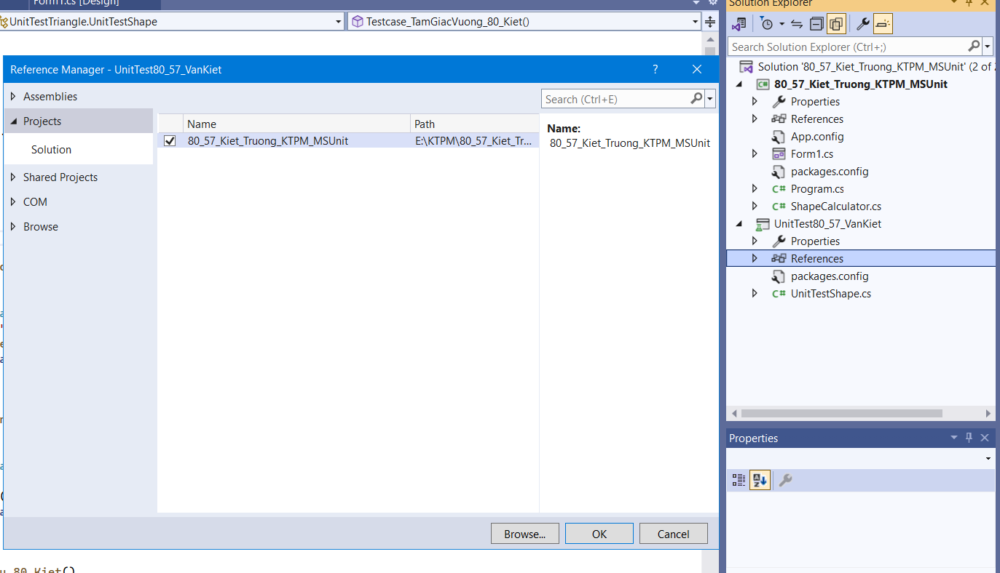 Form1.cs [Design]
UnitTestTriangle.UnitTestShape
Testcase_TamGiacVuong_80_Kiet()
Reference Manager - UnitTest80_57_VanKiet
?
Assemblies
Projects
Solution
Shared Projects
COM
Browse
Search (Ctrl+E)
Name
Path
80_57_Kiet_Truong_KTPM_MSUnit
E:\KTPM\80_57_Kiet_Tr...
Name:
80_57_Kiet_Truong_KTPM_MSUnit
Browse...
OK
Cancel
80 Kiet()
Solution Explorer
Search Solution Explorer (Ctrl+;)
Solution '80_57_Kiet_Truong_KTPM_MSUnit' (2 of 2
80_57_Kiet_Truong_KTPM_MSUnit
Properties
References
App.config
Form1.cs
packages.config
C# Program.cs
C# ShapeCalculator.cs
UnitTest80_57_VanKiet
Properties
References
packages.config
C# UnitTestShape.cs
Properties